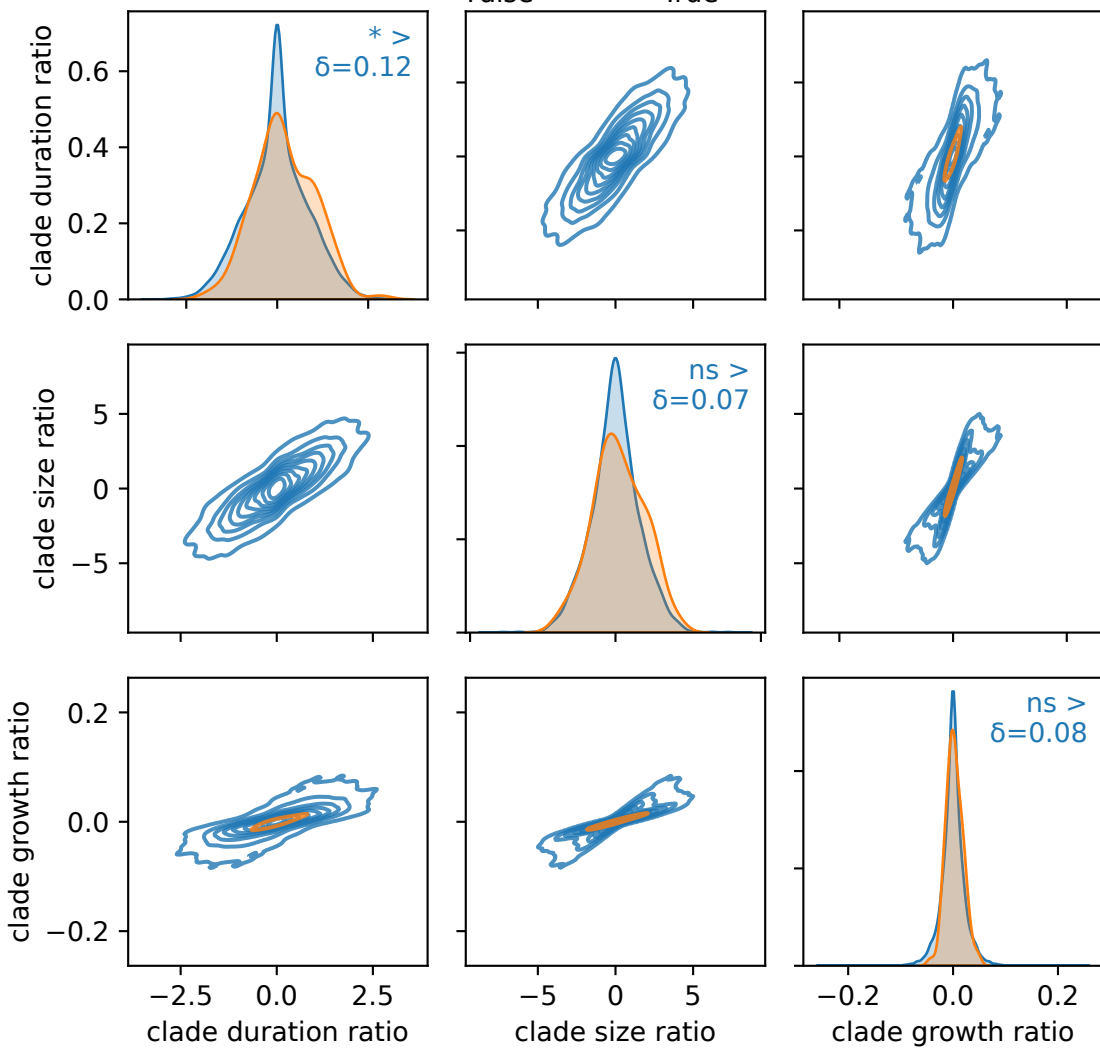 True
clade duration ratio
0.6
0.4
0.2
0.0
* >
δ=0.12
clade size ratio
5
0
−5
ns >
δ=0.07
clade growth ratio
0.2
0.0
−0.2
ns >
δ=0.08
−2.5 0.0 2.5
−5 0 5
−0.2 0.0 0.2
clade duration ratio
clade size ratio
clade growth ratio